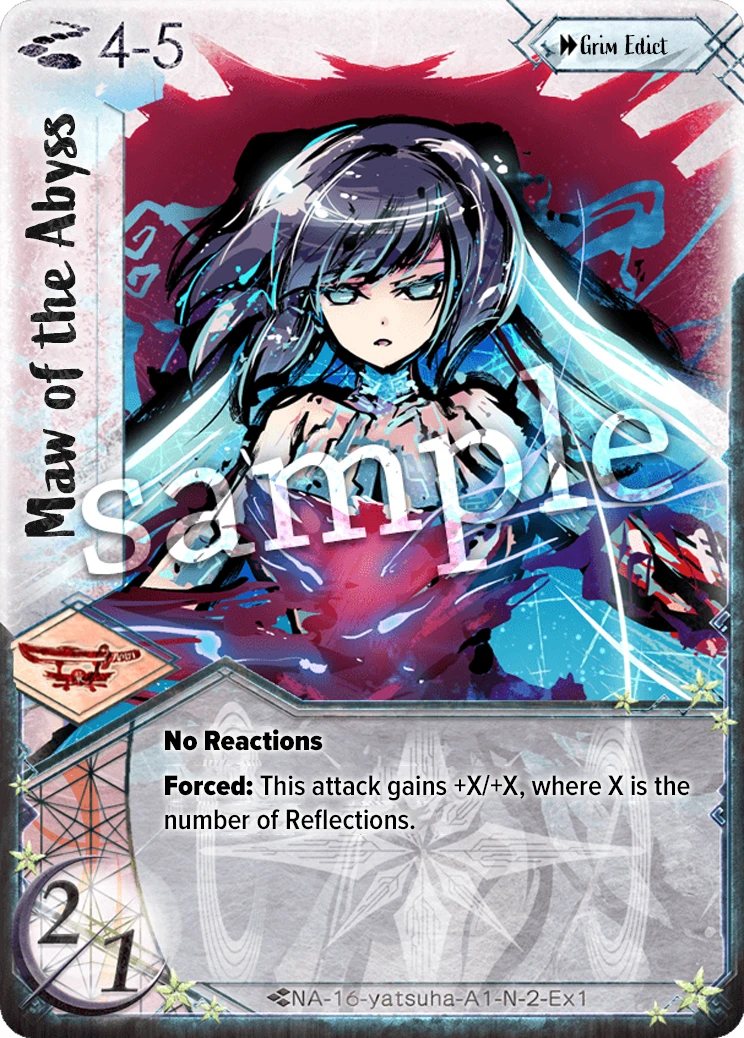 4-5
Grim Edict
Maw of the Abyss
sample
No Reactions
Forced: This attack gains +X/+X, where X is the
number of Reflections.
2/1
NA-16-yatsuha-A1-N-2-Ex1